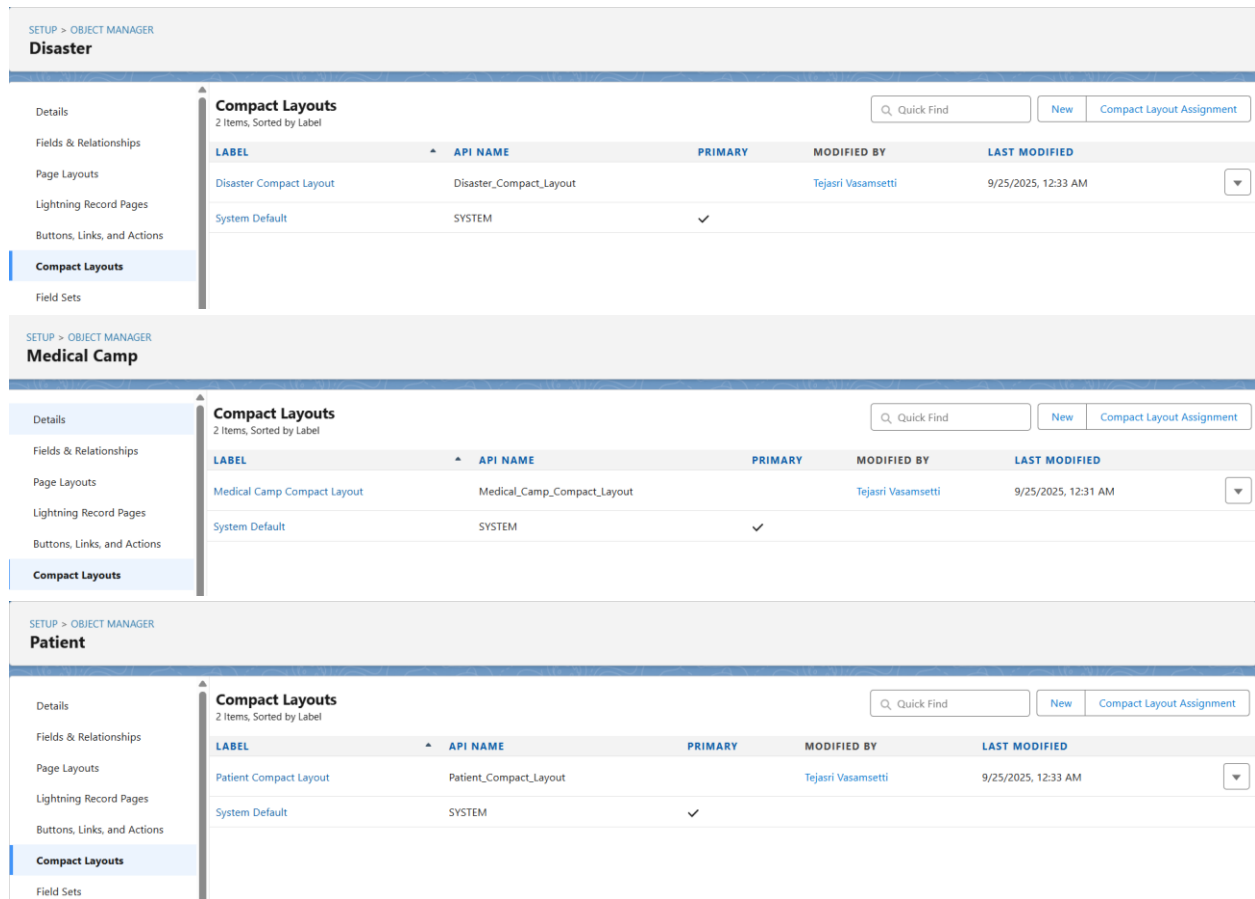 SETUP > OBJECT MANAGER
Disaster
Details
Fields & Relationships
Page Layouts
Lightning Record Pages
Buttons, Links, and Actions
Compact Layouts
Field Sets
Compact Layouts
2 Items, Sorted by Label
Quick Find
New
Compact Layout Assignment
LABEL API NAME PRIMARY MODIFIED BY LAST MODIFIED
Disaster Compact Layout Disaster_Compact_Layout Tejasri Vasamsetti 9/25/2025, 12:33 AM
System Default SYSTEM
SETUP > OBJECT MANAGER
Medical Camp
Details
Fields & Relationships
Page Layouts
Lightning Record Pages
Buttons, Links, and Actions
Compact Layouts
Compact Layouts
2 Items, Sorted by Label
Quick Find
New
Compact Layout Assignment
LABEL API NAME PRIMARY MODIFIED BY LAST MODIFIED
Medical Camp Compact Layout Medical_Camp_Compact_Layout Tejasri Vasamsetti 9/25/2025, 12:31 AM
System Default SYSTEM
SETUP > OBJECT MANAGER
Patient
Details
Fields & Relationships
Page Layouts
Lightning Record Pages
Buttons, Links, and Actions
Compact Layouts
Field Sets
Compact Layouts
2 Items, Sorted by Label
Quick Find
New
Compact Layout Assignment
LABEL API NAME PRIMARY MODIFIED BY LAST MODIFIED
Patient Compact Layout Patient_Compact_Layout Tejasri Vasamsetti 9/25/2025, 12:33 AM
System Default SYSTEM